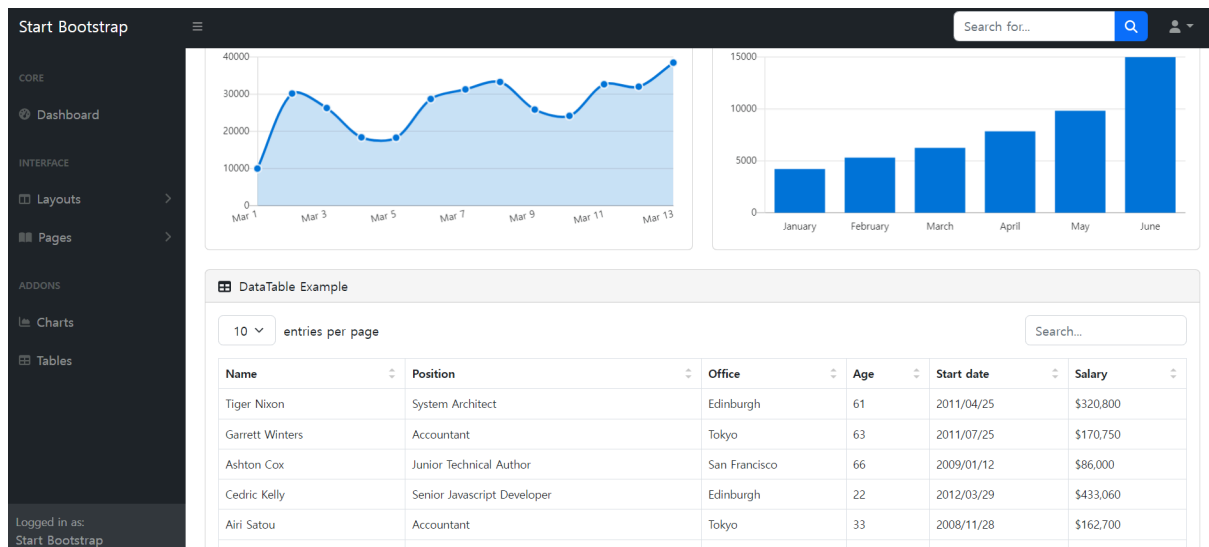 Start Bootstrap
Search for...
CORE
Dashboard
INTERFACE
Layouts
Pages
ADDONS
Charts
Tables
Logged in as:
Start Bootstrap
40000
30000
20000
10000
0
Mar 1 Mar 3 Mar 5 Mar 7 Mar 9 Mar 11 Mar 13
15000
10000
5000
0
January February March April May June
DataTable Example
10 entries per page
Search...
Name Position Office Age Start date Salary
Tiger Nixon System Architect Edinburgh 61 2011/04/25 $320,800
Garrett Winters Accountant Tokyo 63 2011/07/25 $170,750
Ashton Cox Junior Technical Author San Francisco 66 2009/01/12 $86,000
Cedric Kelly Senior Javascript Developer Edinburgh 22 2012/03/29 $433,060
Airi Satou Accountant Tokyo 33 2008/11/28 $162,700